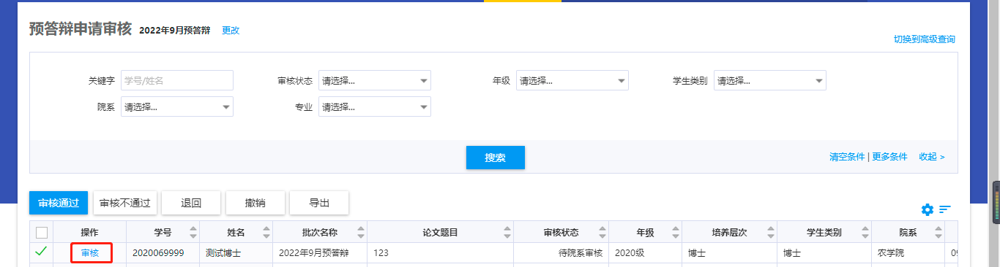 预答辩申请审核 2022年9月预答辩 更改
切换到高级查询
关键字 学号/姓名 审核状态 请选择... 年级 请选择... 学生类别 请选择...
院系 请选择... 专业 请选择...
搜索 清空条件 | 更多条件 收起 >
审核通过 审核不通过 退回 撤销 导出
操作 学号 姓名 批次名称 论文题目 审核状态 年级 培养层次 学生类别 院系
审核 2020069999 测试博士 2022年9月预答辩 123 待院系审核 2020级 博士 博士 农学院